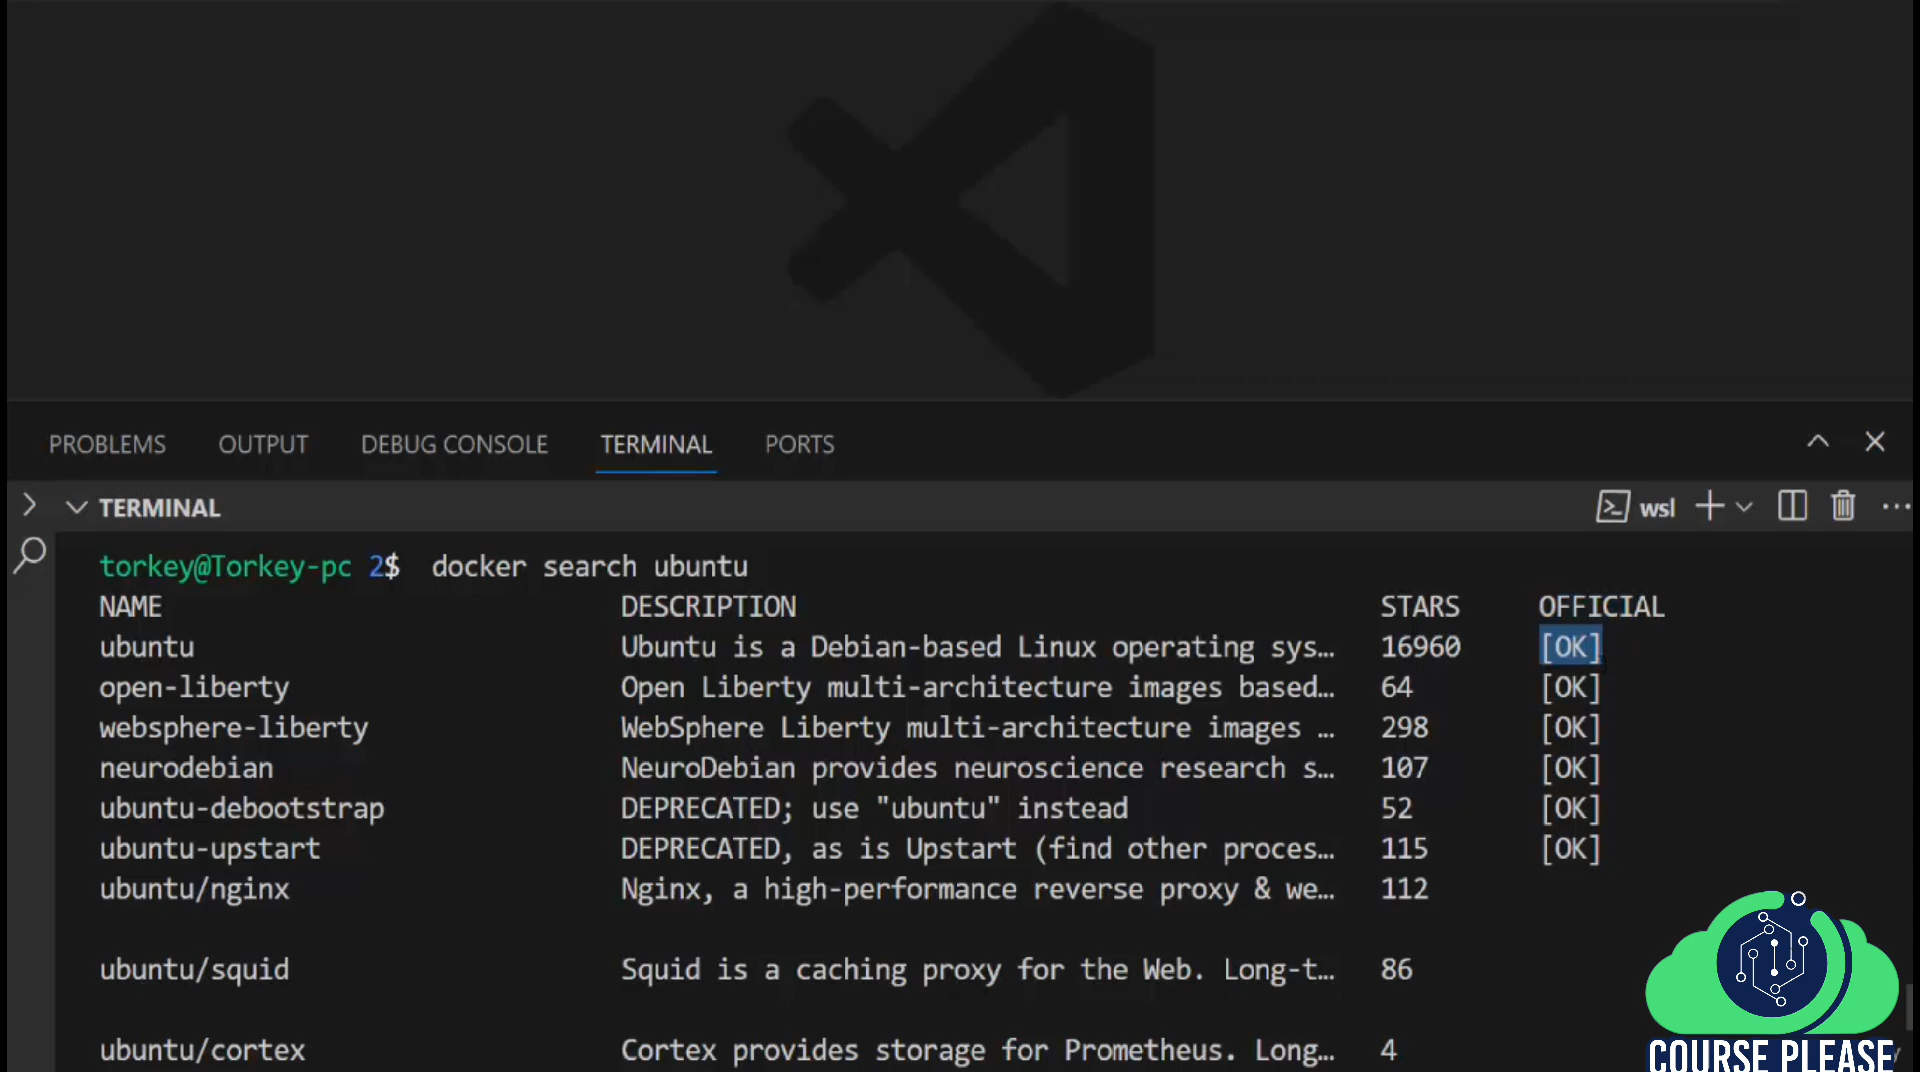 PROBLEMS OUTPUT DEBUG CONSOLE TERMINAL PORTS
TERMINAL wsl
torkey@Torkey-pc 2$ docker search ubuntu
NAME DESCRIPTION STARS OFFICIAL
ubuntu Ubuntu is a Debian-based Linux operating sys… 16960 [OK]
open-liberty Open Liberty multi-architecture images based… 64 [OK]
websphere-liberty WebSphere Liberty multi-architecture images … 298 [OK]
neurodebian NeuroDebian provides neuroscience research s… 107 [OK]
ubuntu-debootstrap DEPRECATED; use "ubuntu" instead 52 [OK]
ubuntu-upstart DEPRECATED, as is Upstart (find other proces… 115 [OK]
ubuntu/nginx Nginx, a high-performance reverse proxy & we… 112
ubuntu/squid Squid is a caching proxy for the Web. Long-t… 86
ubuntu/cortex Cortex provides storage for Prometheus. Long… 4
COURSE PLEASE